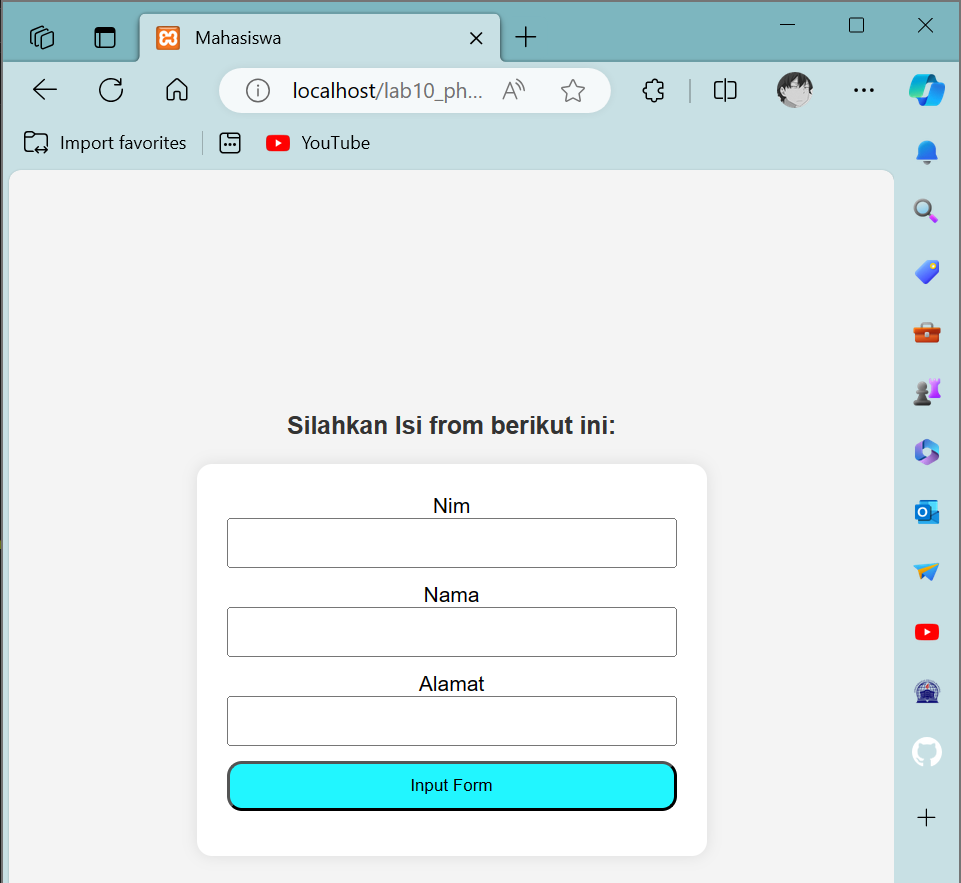 Mahasiswa
localhost/lab10_ph...
Import favorites
YouTube
Silahkan Isi from berikut ini:
Nim
Nama
Alamat
Input Form